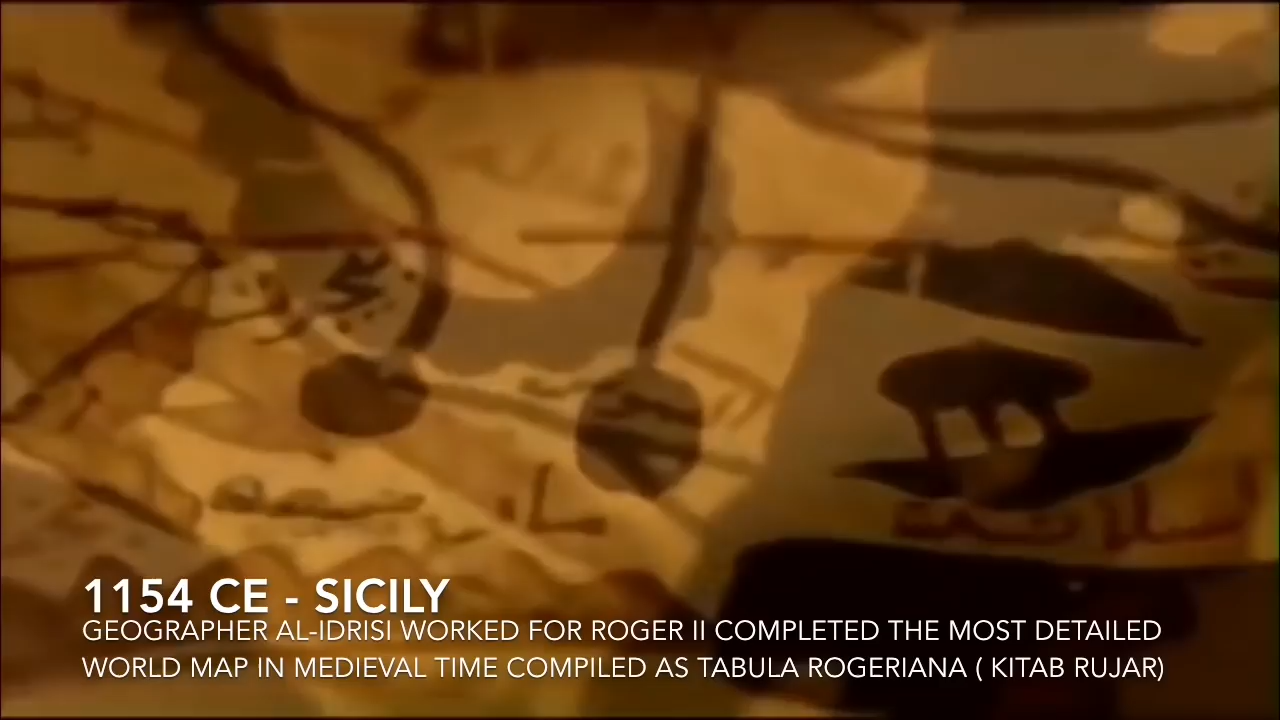 1154 CE - SICILY
GEOGRAPHER AL-IDRISI WORKED FOR ROGER II COMPLETED THE MOST DETAILED
WORLD MAP IN MEDIEVAL TIME COMPILED AS TABULA ROGERIANA ( KITAB RUJAR)